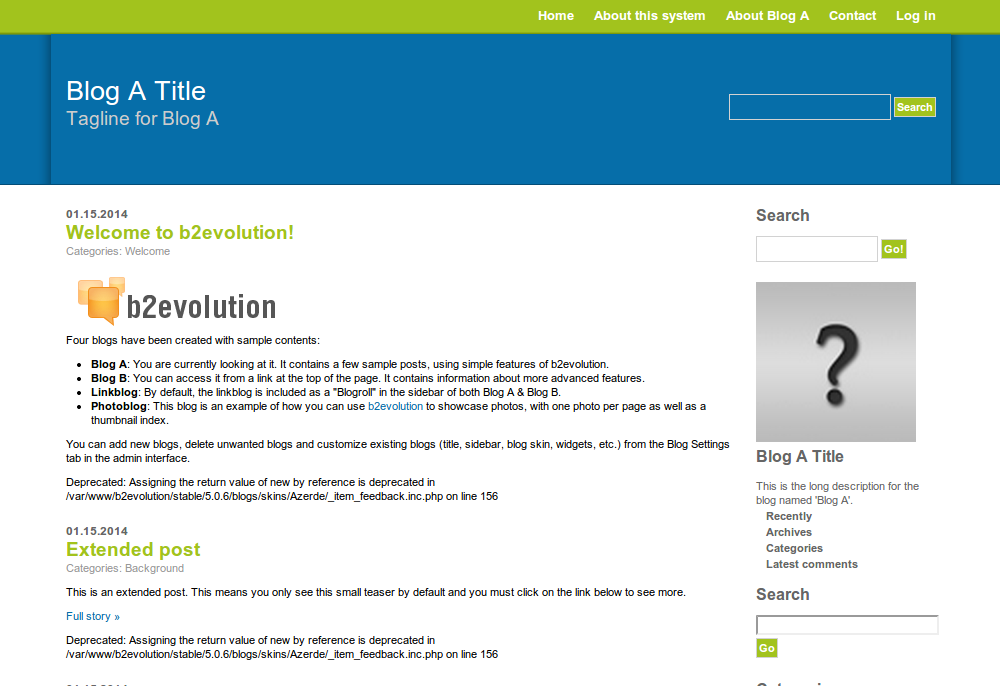 Home About this system About Blog A Contact Log in
Blog A Title
Tagline for Blog A
Search
01.15.2014
Welcome to b2evolution!
Categories: Welcome
b2evolution
Four blogs have been created with sample contents:
Blog A: You are currently looking at it. It contains a few sample posts, using simple features of b2evolution.
Blog B: You can access it from a link at the top of the page. It contains information about more advanced features.
Linkblog: By default, the linkblog is included as a "Blogroll" in the sidebar of both Blog A & Blog B.
Photoblog: This blog is an example of how you can use b2evolution to showcase photos, with one photo per page as well as a
thumbnail index.
You can add new blogs, delete unwanted blogs and customize existing blogs (title, sidebar, blog skin, widgets, etc.) from the Blog Settings
tab in the admin interface.
Deprecated: Assigning the return value of new by reference is deprecated in
/var/www/b2evolution/stable/5.0.6/blogs/skins/Azerde/_item_feedback.inc.php on line 156
01.15.2014
Extended post
Categories: Background
This is an extended post. This means you only see this small teaser by default and you must click on the link below to see more.
Full story »
Deprecated: Assigning the return value of new by reference is deprecated in
/var/www/b2evolution/stable/5.0.6/blogs/skins/Azerde/_item_feedback.inc.php on line 156
Search
Go!
?
Blog A Title
This is the long description for the
blog named 'Blog A'.
Recently
Archives
Categories
Latest comments
Search
Go